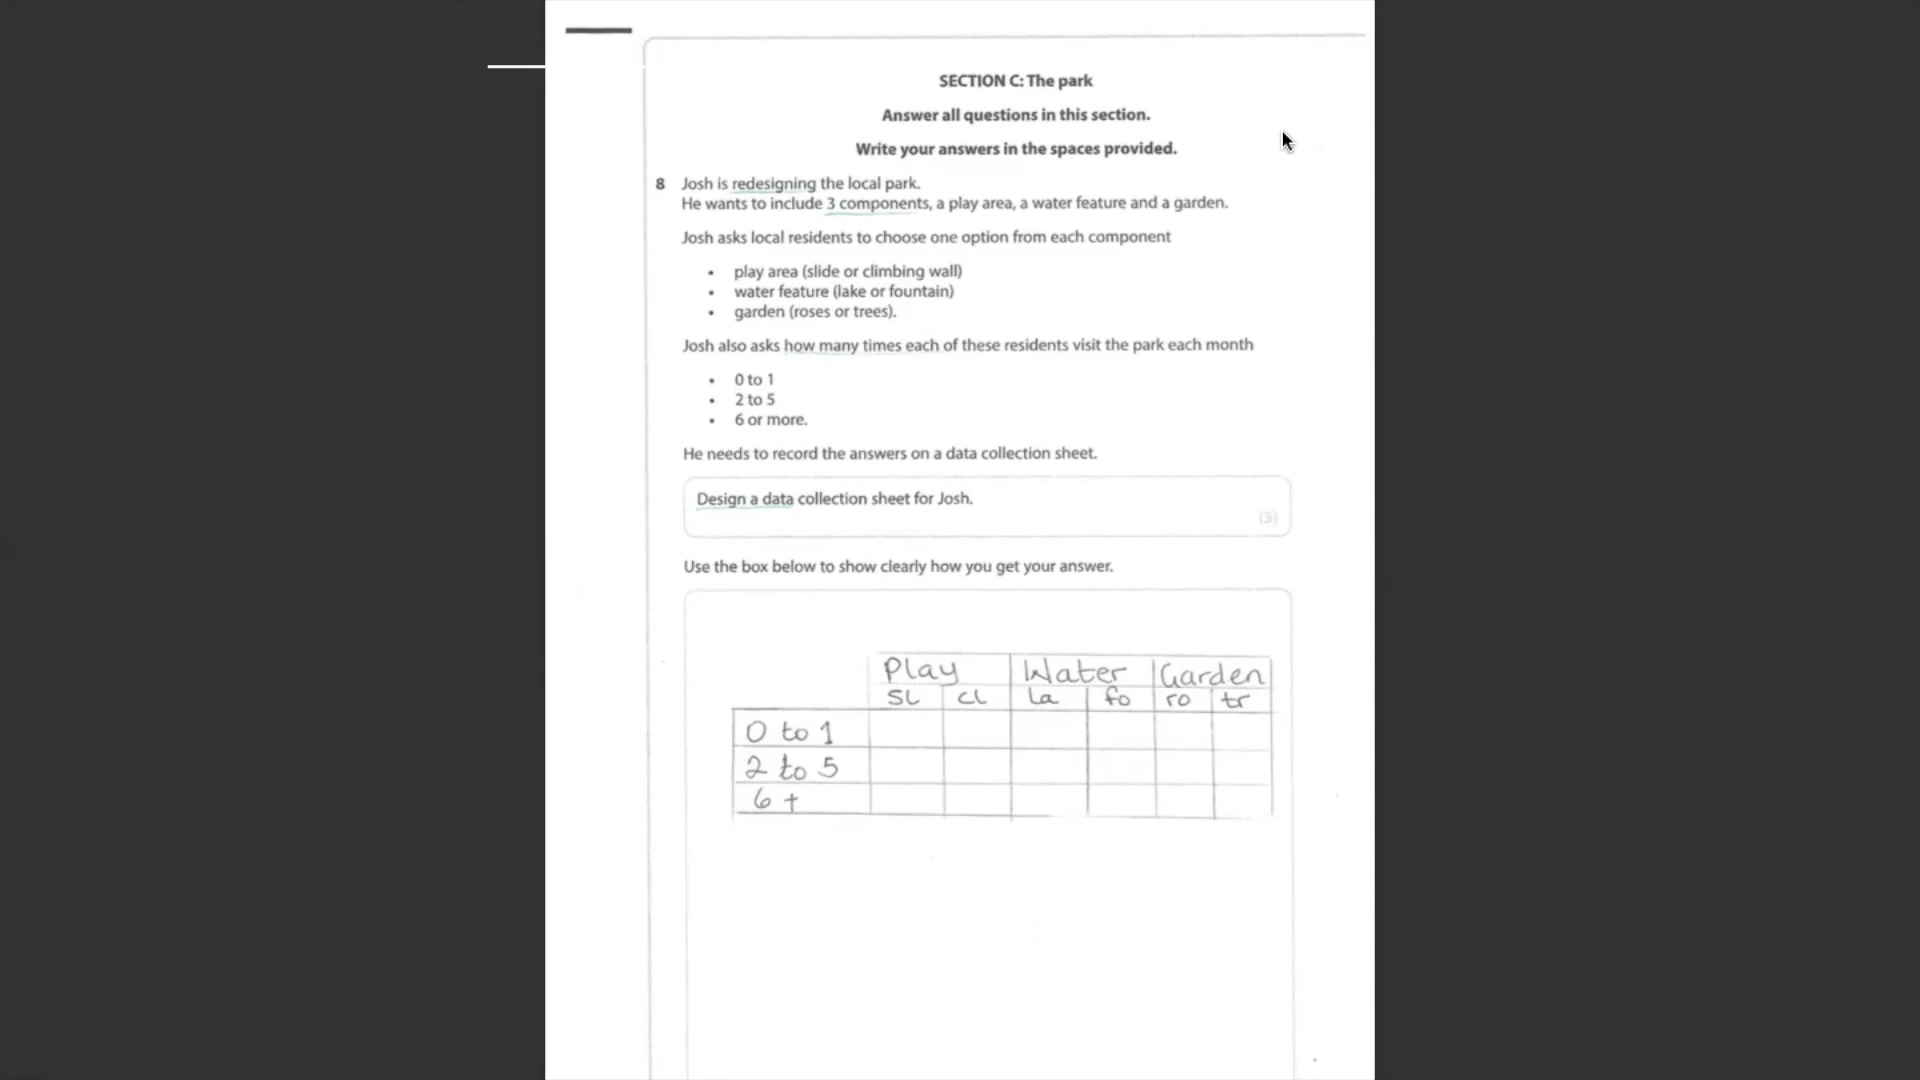 SECTION C: The park
Answer all questions in this section.
Write your answers in the spaces provided.
8 Josh is redesigning the local park.
He wants to include 3 components, a play area, a water feature and a garden.
Josh asks local residents to choose one option from each component
• play area (slide or climbing wall)
• water feature (lake or fountain)
• garden (roses or trees).
Josh also asks how many times each of these residents visit the park each month
• 0 to 1
• 2 to 5
• 6 or more.
He needs to record the answers on a data collection sheet.
Design a data collection sheet for Josh.
(3)
Use the box below to show clearly how you get your answer.
Play Water Garden
SL CL La fo ro tr
0 to 1
2 to 5
6 +